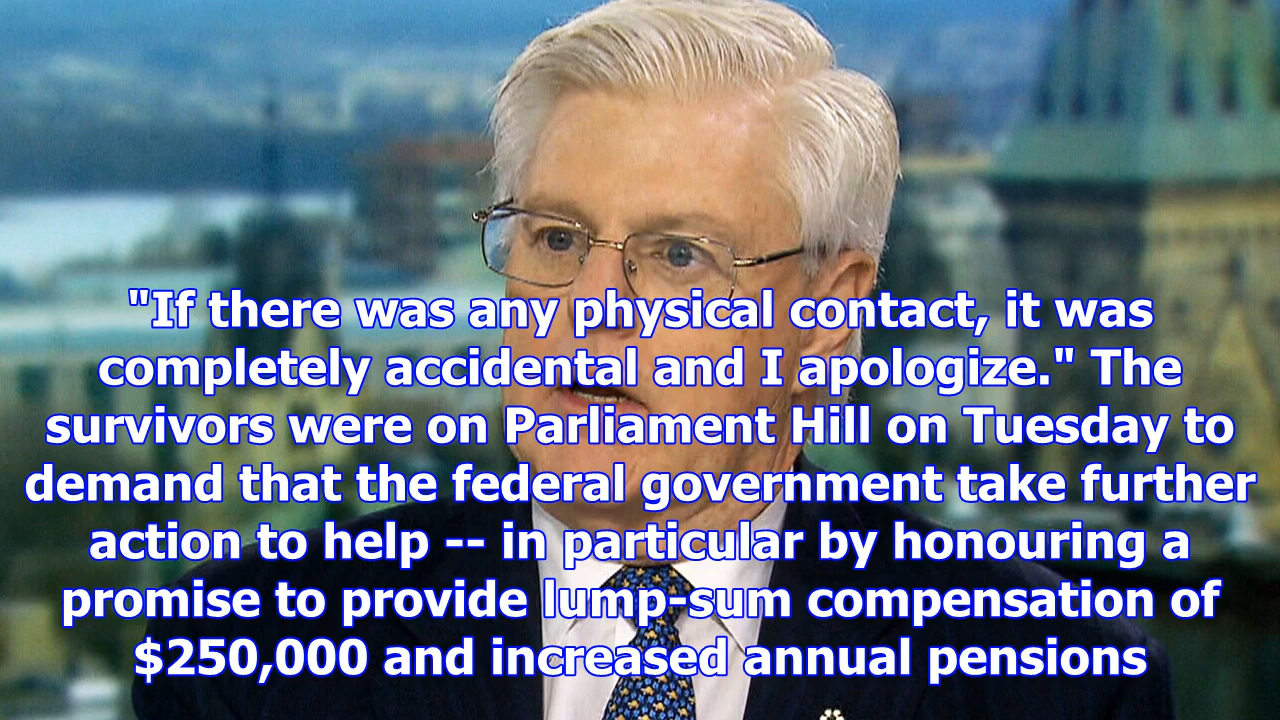 "If there was any physical contact, it was
completely accidental and I apologize." The
survivors were on Parliament Hill on Tuesday to
demand that the federal government take further
action to help -- in particular by honouring a
promise to provide lump-sum compensation of
$250,000 and increased annual pensions